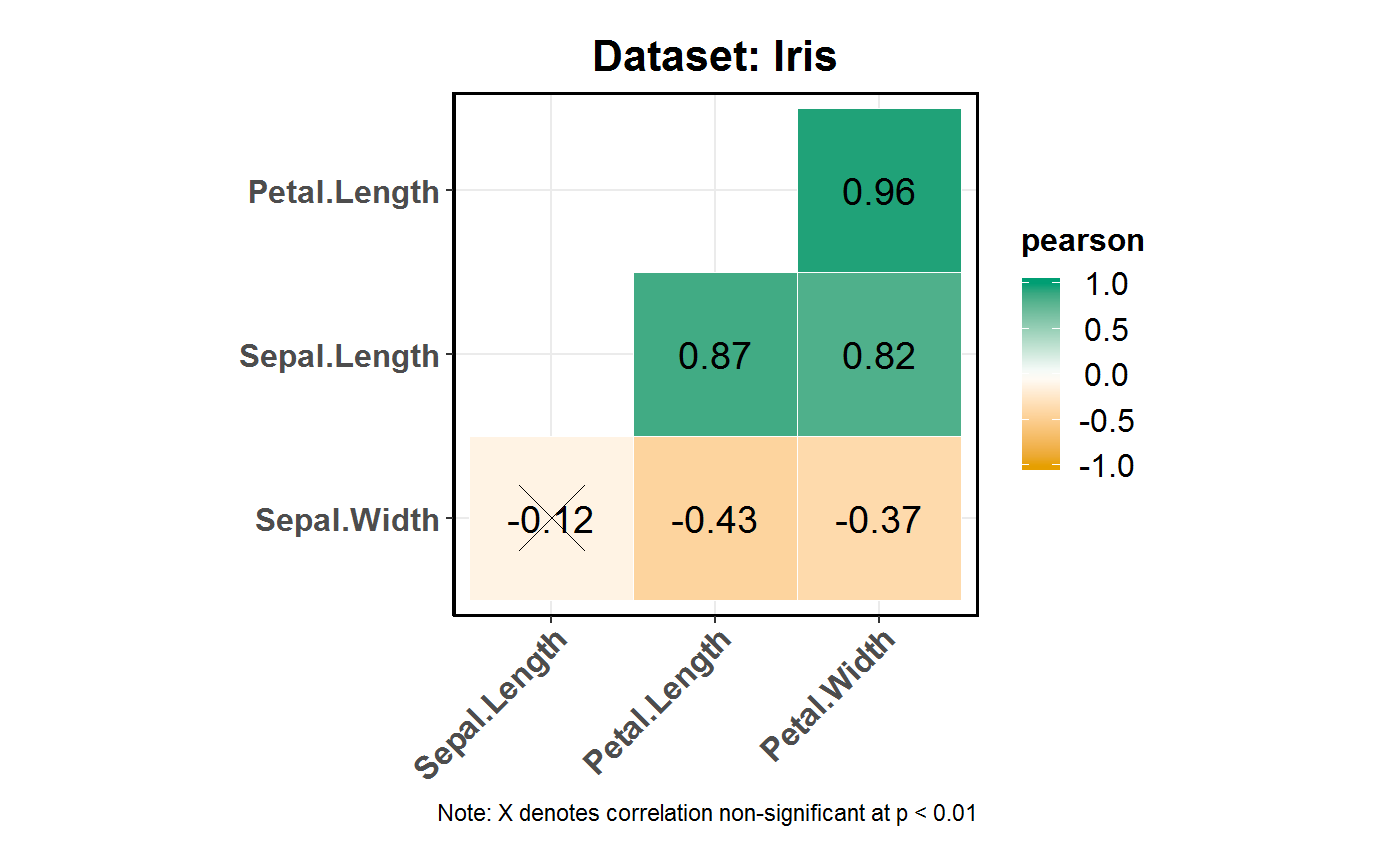 Dataset: Iris
Petal.Length
0.96
Sepal.Length
0.87
0.82
Sepal.Width
-0.12
-0.43
-0.37
Sepal.Length
Petal.Length
Petal.Width
pearson
1.0
0.5
0.0
-0.5
-1.0
Note: X denotes correlation non-significant at p < 0.01